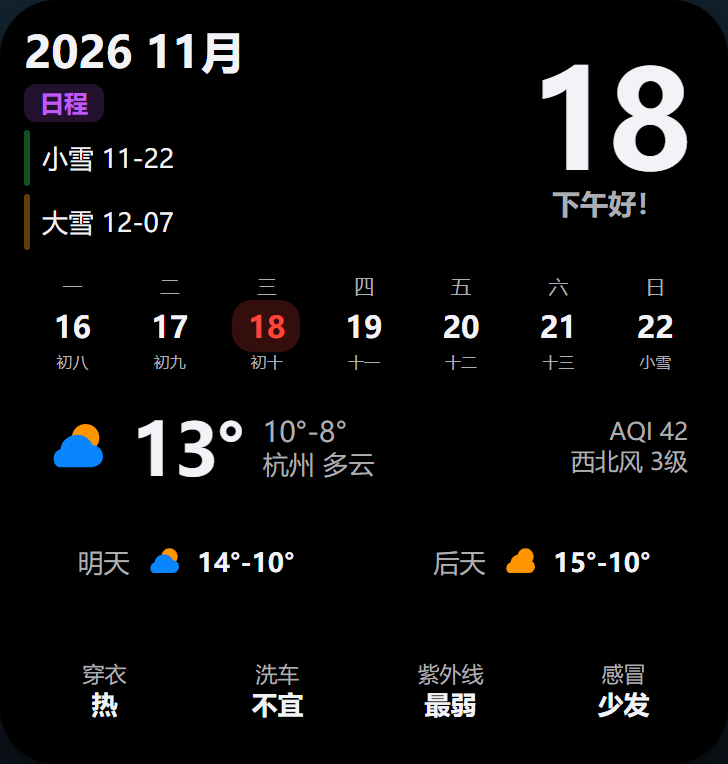 2026 11月
18
日程
小雪 11-22
大雪 12-07
下午好!
一 二 三 四 五 六 日
16 17 18 19 20 21 22
初八 初九 初十 十一 十二 十三 小雪
13° 10°-8°
杭州 多云
AQI 42
西北风 3级
明天 14°-10° 后天 15°-10°
穿衣 洗车 紫外线 感冒
热 不宜 最弱 少发